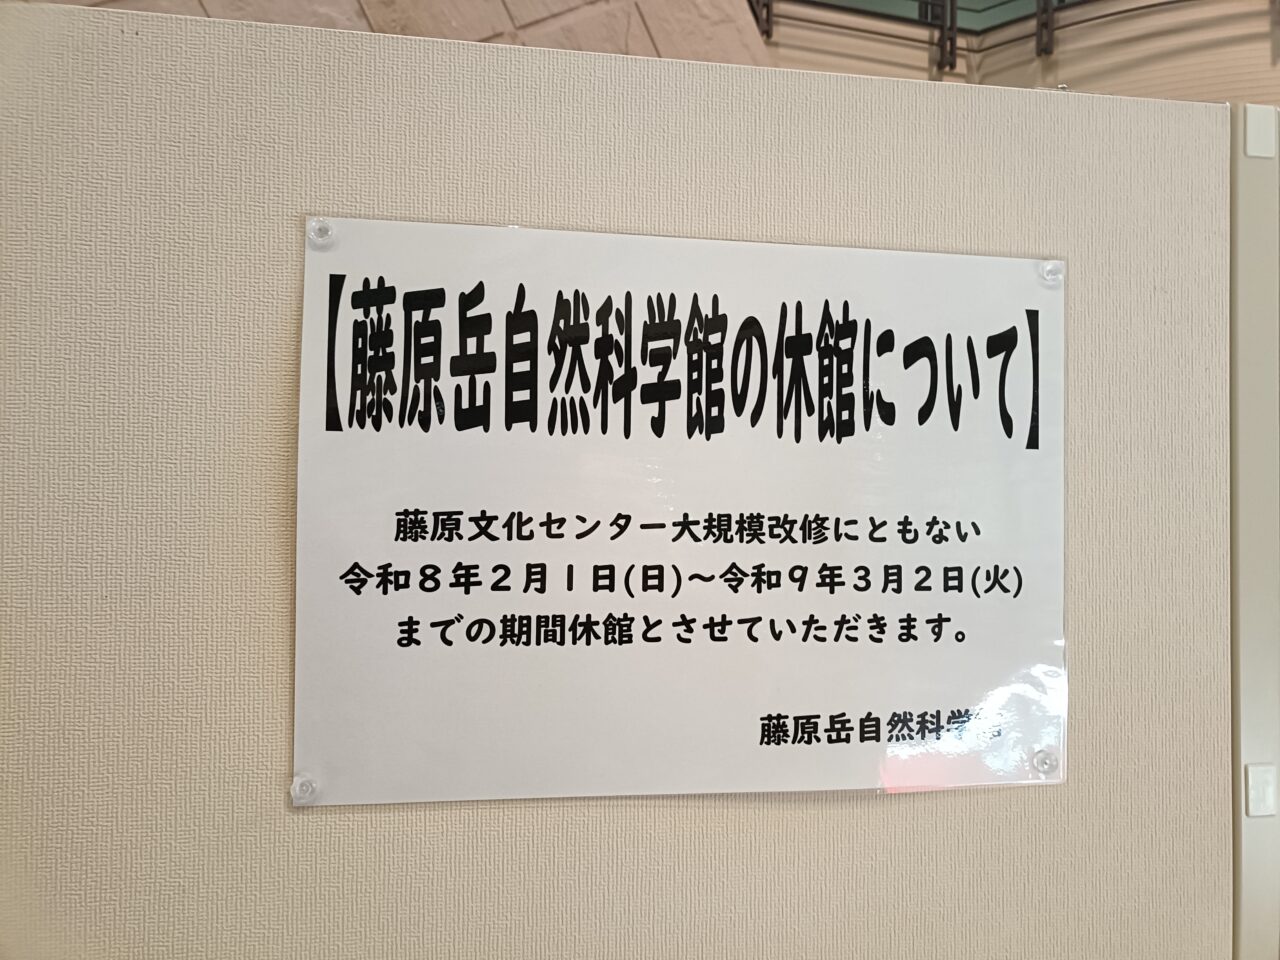 【藤原岳自然科学館の休館について】
藤原文化センター大規模改修にともない
令和８年２月１日(日)～令和９年３月２日(火)
までの期間休館とさせていただきます。
藤原岳自然科学館